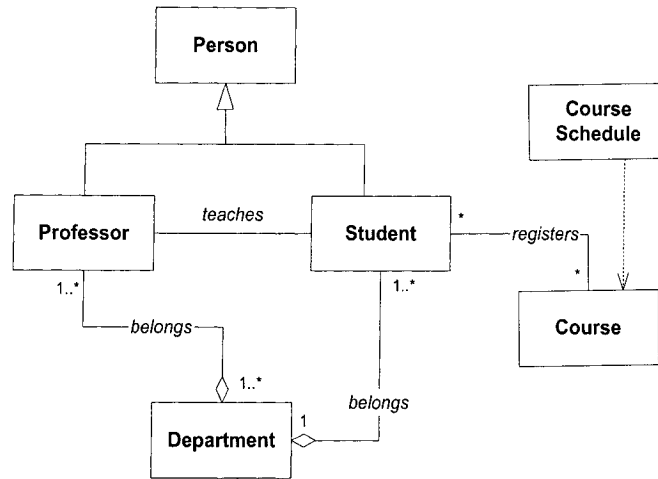 Person
Course
Schedule
Professor
teaches
Student
*
registers
*
1..*
1..*
Course
belongs
1..*
belongs
1
Department